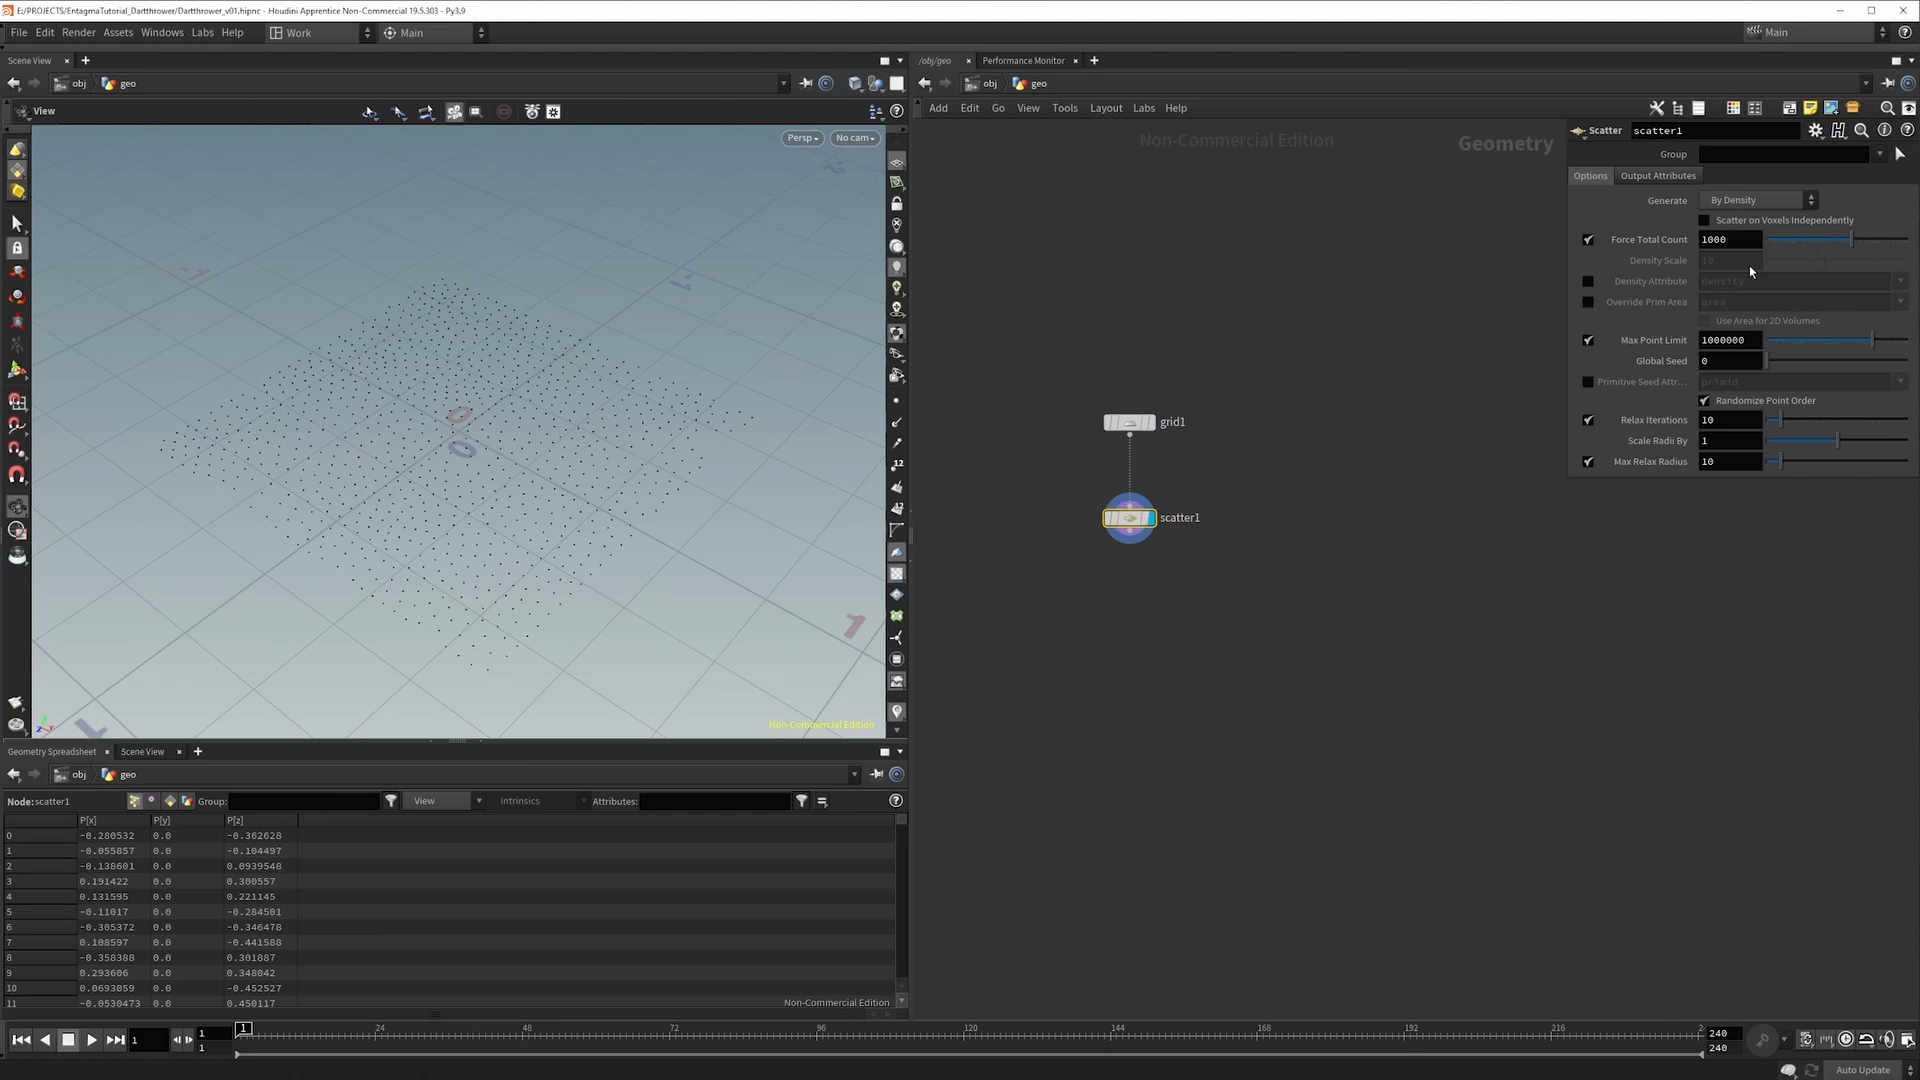 E:/PROJECTS/EntagmaTutorial_Dartthrower/Dartthrower_v01.hipnc - Houdini Apprentice Non-Commercial 19.5.303 - Py3.9
File Edit Render Assets Windows Labs Help Work Main Main
Scene View
obj geo
View
Persp No cam
Non-Commercial Edition
/obj/geo Performance Monitor
obj geo
Add Edit Go View Tools Layout Labs Help
Non-Commercial Edition
Geometry
grid1
scatter1
Scatter scatter1
Group
Options Output Attributes
Generate By Density
Scatter on Voxels Independently
Force Total Count 1000
Density Scale 10
Density Attribute density
Override Prim Area area
Use Area for 2D Volumes
Max Point Limit 1000000
Global Seed 0
Primitive Seed Attr... primid
Randomize Point Order
Relax Iterations 10
Scale Radii By 1
Max Relax Radius 10
Geometry Spreadsheet Scene View
obj geo
Node:scatter1 Group: View Intrinsics Attributes:
P[x] P[y] P[z]
0 -0.280532 0.0 -0.362628
1 -0.055857 0.0 -0.104497
2 -0.138601 0.0 0.0939548
3 0.191422 0.0 0.300557
4 0.131595 0.0 0.221145
5 -0.11017 0.0 -0.284501
6 -0.305372 0.0 -0.346478
7 0.108597 0.0 -0.441588
8 -0.358388 0.0 0.301887
9 0.293606 0.0 0.348042
10 0.0693059 0.0 -0.452527
11 -0.0530473 0.0 0.450117
Non-Commercial Edition
1 1 1 1 24 48 72 96 120 144 168 192 216 2 240 240
Auto Update